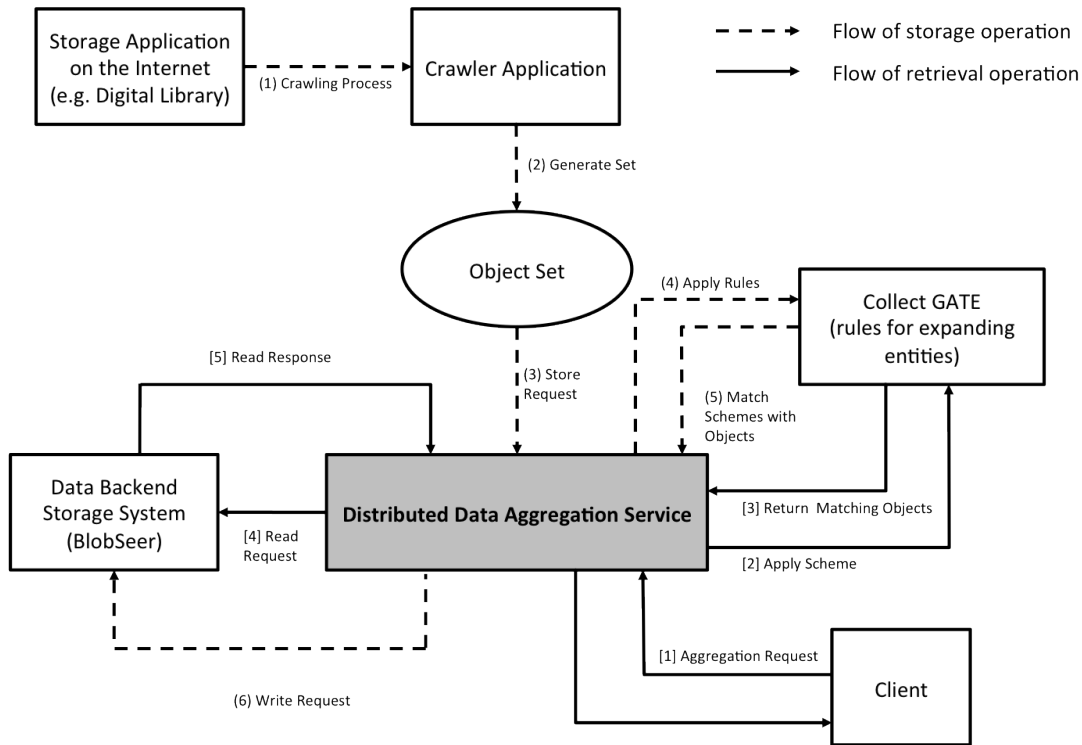 Storage Application
on the Internet
(e.g. Digital Library)
(1) Crawling Process
Crawler Application
Flow of storage operation
Flow of retrieval operation
(2) Generate Set
Object Set
(4) Apply Rules
Collect GATE
(rules for expanding
entities)
[5] Read Response
(3) Store
Request
(5) Match
Schemes with
Objects
Data Backend
Storage System
(BlobSeer)
[4] Read
Request
Distributed Data Aggregation Service
[3] Return Matching Objects
[2] Apply Scheme
[1] Aggregation Request
Client
(6) Write Request